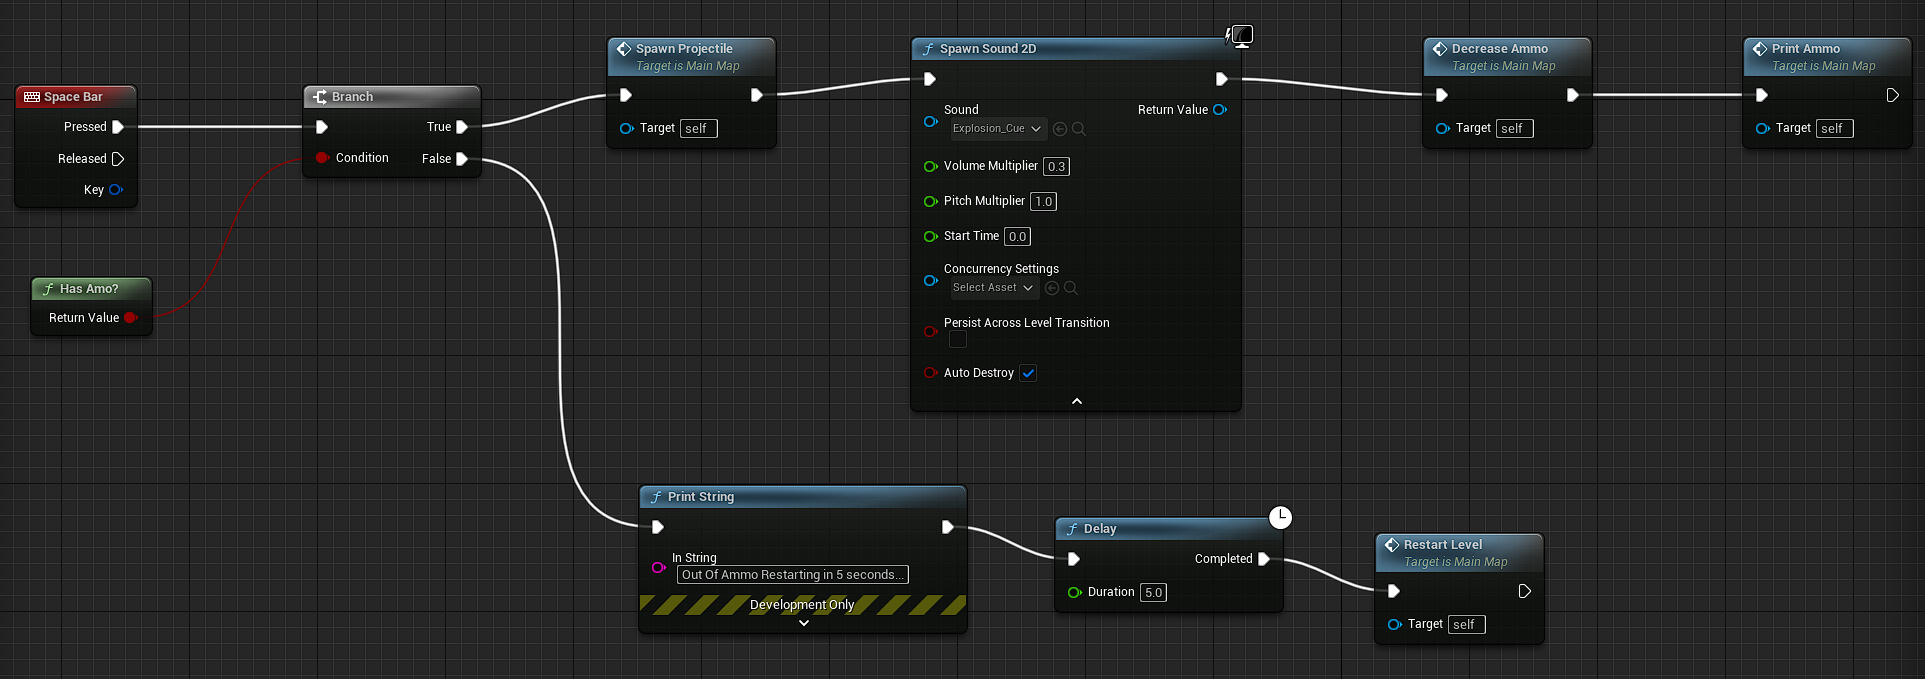 Space Bar
Pressed
Released
Key
Has Amo?
Return Value
Branch
True
Condition
False
Spawn Projectile
Target is Main Map
Target self
Spawn Sound 2D
Sound
Return Value
Explosion_Cue
Volume Multiplier 0.3
Pitch Multiplier 1.0
Start Time 0.0
Concurrency Settings
Select Asset
Persist Across Level Transition
Auto Destroy
Decrease Ammo
Target is Main Map
Target self
Print Ammo
Target is Main Map
Target self
Print String
In String
Out Of Ammo Restarting in 5 seconds...
Development Only
Delay
Completed
Duration 5.0
Restart Level
Target is Main Map
Target self